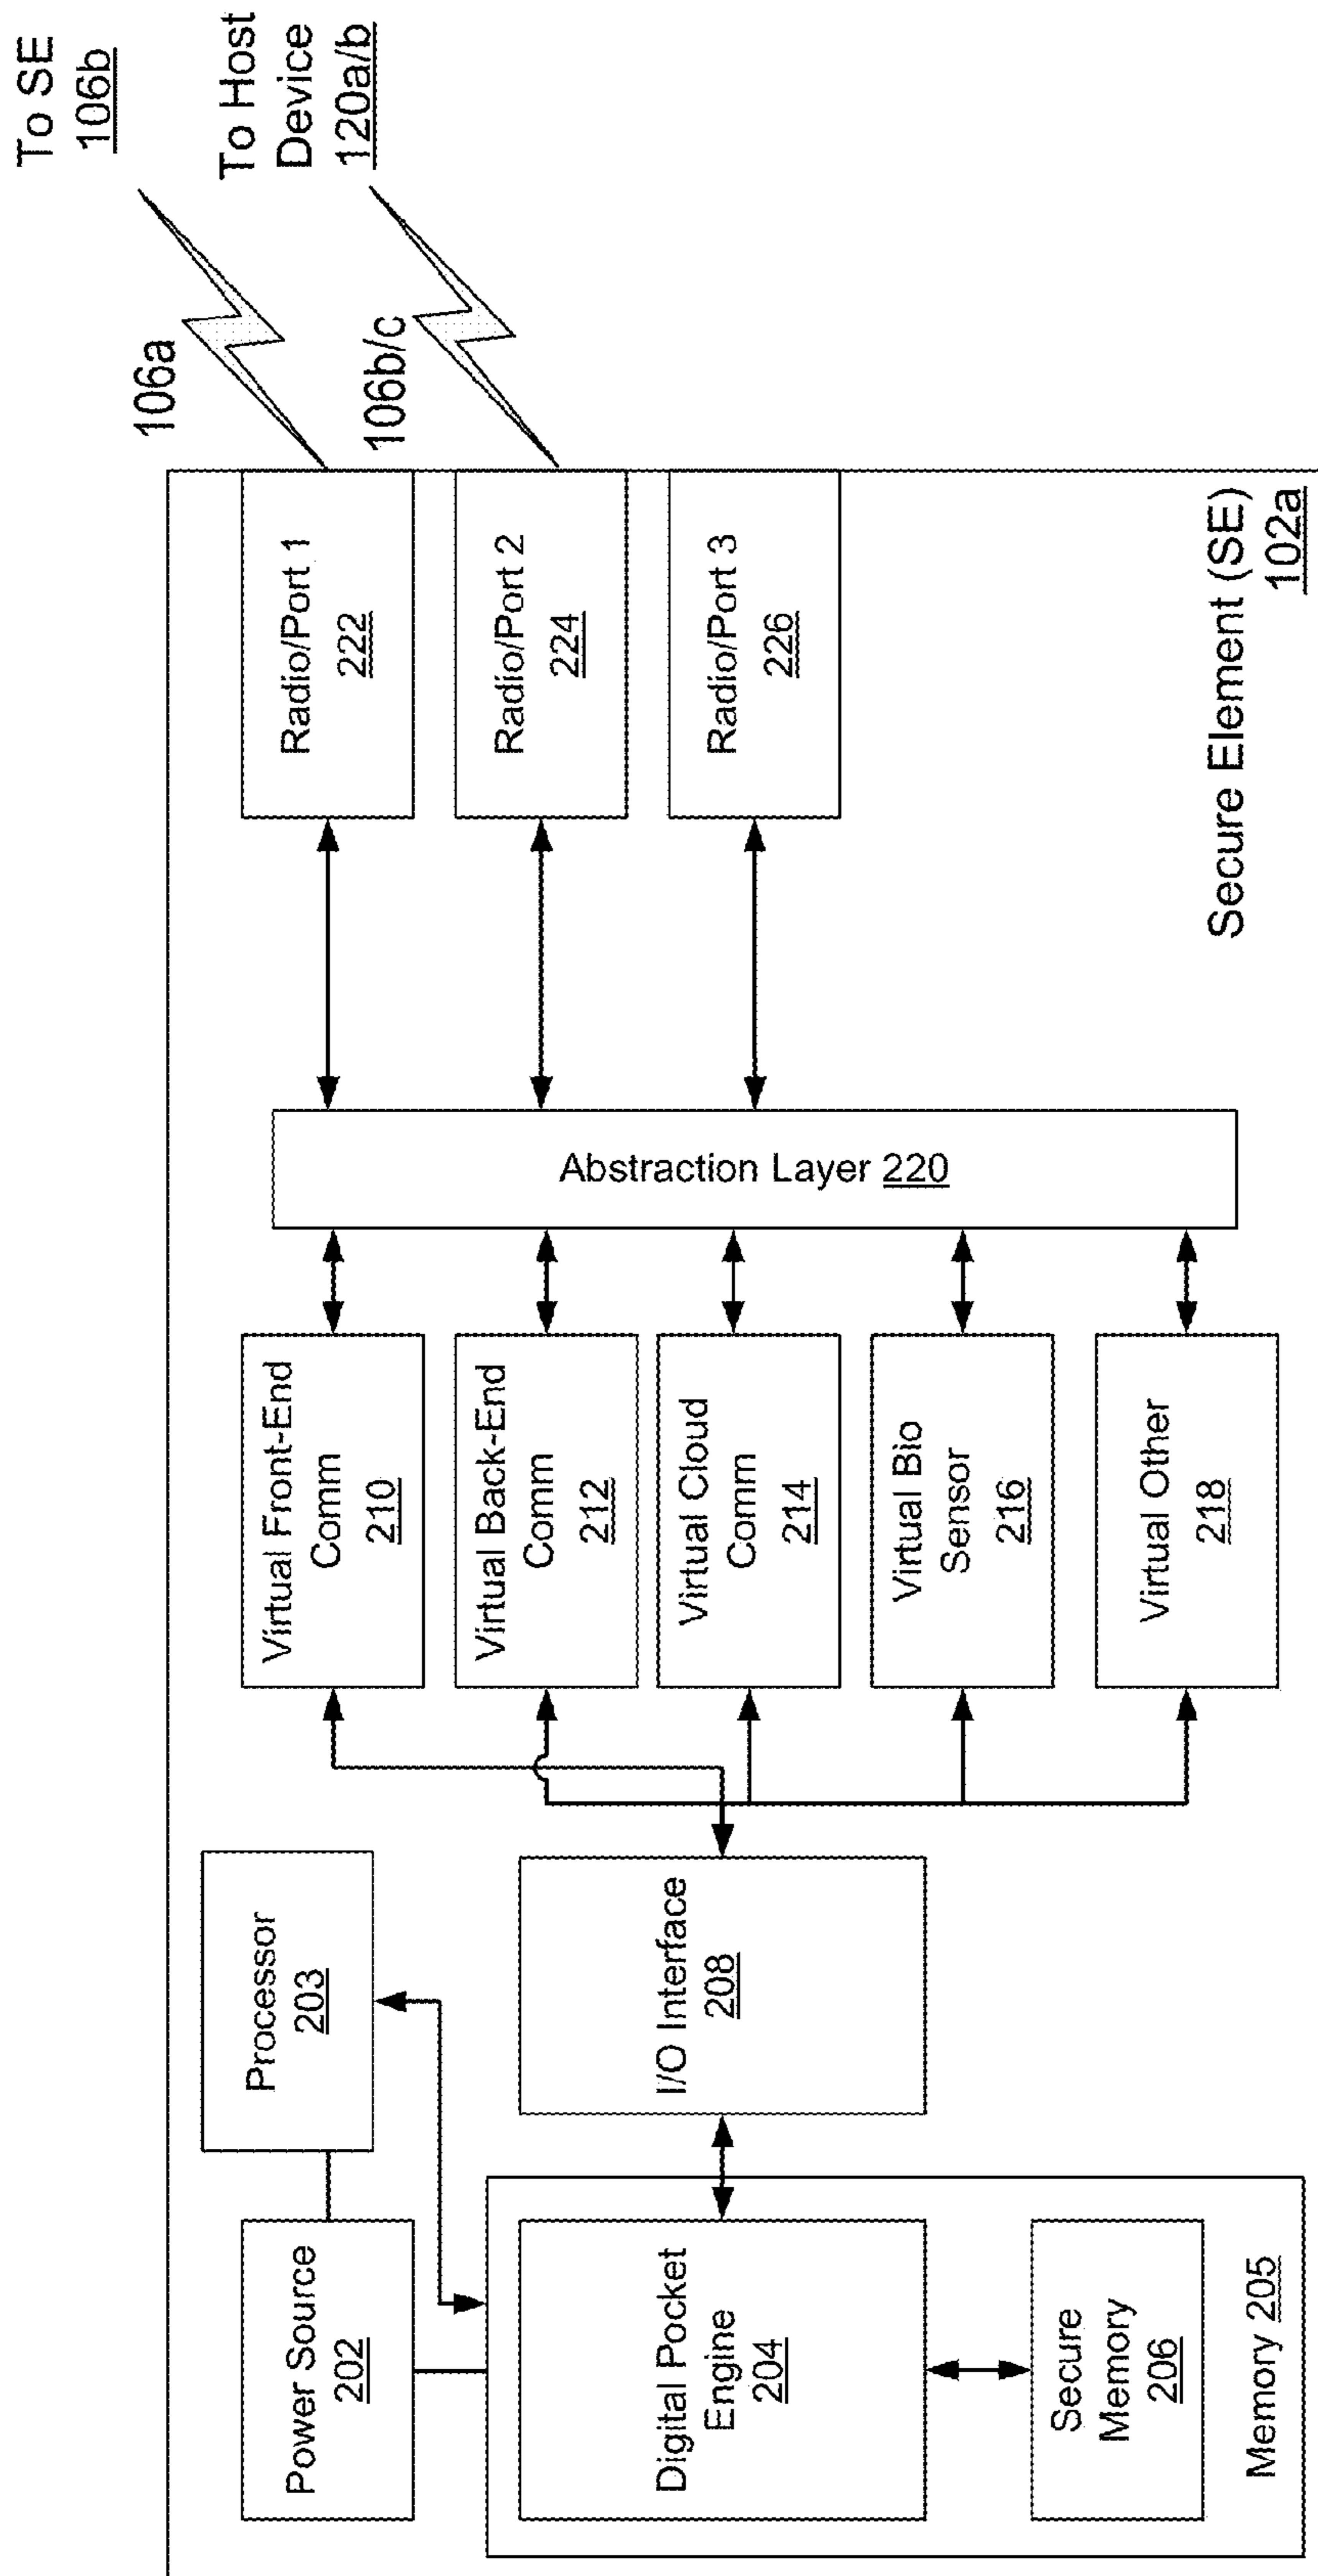 To SE
106b
To Host
Device
120a/b
106a
106b/c
Power Source
202
Processor
203
Digital Pocket
Engine
204
Secure
Memory
206
Memory 205
I/O Interface
208
Virtual Front-End
Comm
210
Virtual Back-End
Comm
212
Virtual Cloud
Comm
214
Virtual Bio
Sensor
216
Virtual Other
218
Abstraction Layer 220
Radio/Port 1
222
Radio/Port 2
224
Radio/Port 3
226
Secure Element (SE)
102a